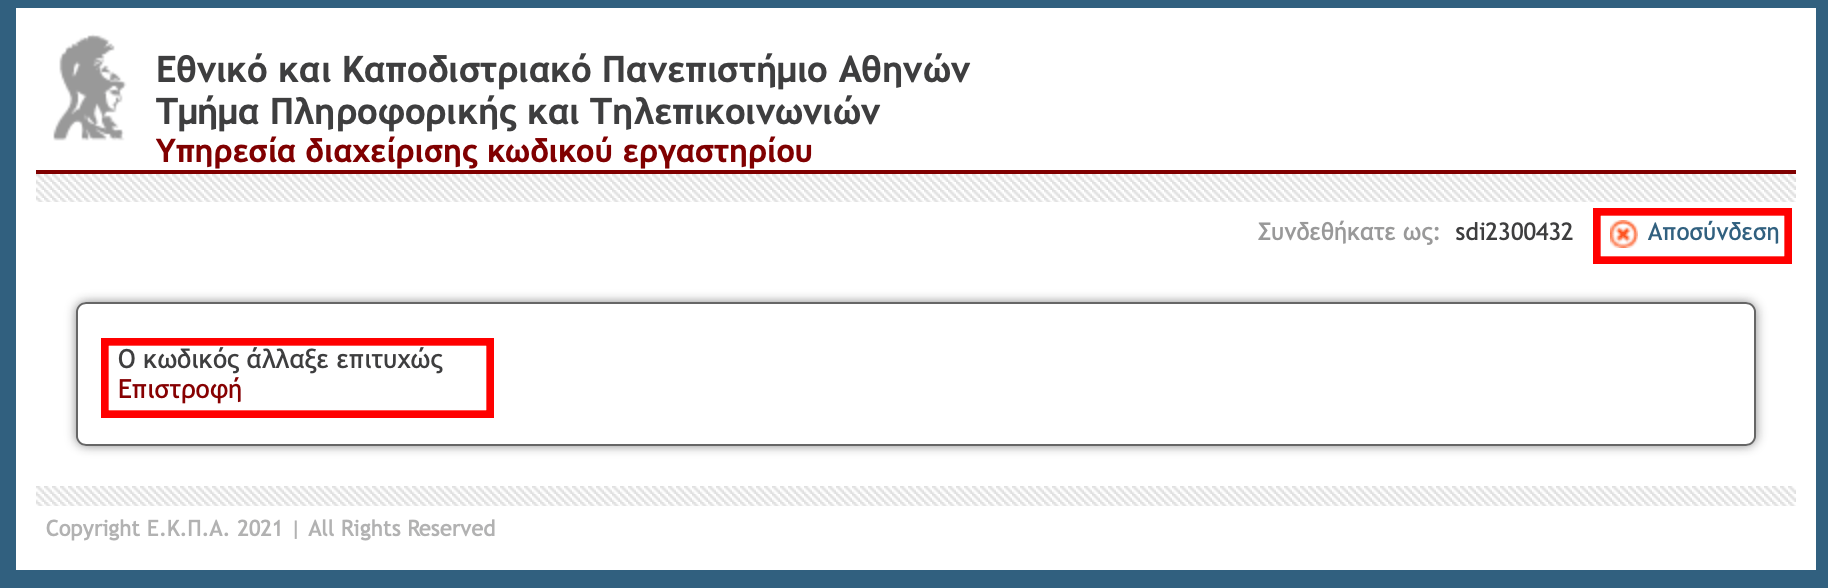 Εθνικό και Καποδιστριακό Πανεπιστήμιο Αθηνών
Τμήμα Πληροφορικής και Τηλεπικοινωνιών
Υπηρεσία διαχείρισης κωδικού εργαστηρίου
Συνδεθήκατε ως: sdi2300432 Αποσύνδεση
Ο κωδικός άλλαξε επιτυχώς
Επιστροφή
Copyright Ε.Κ.Π.Α. 2021 | All Rights Reserved